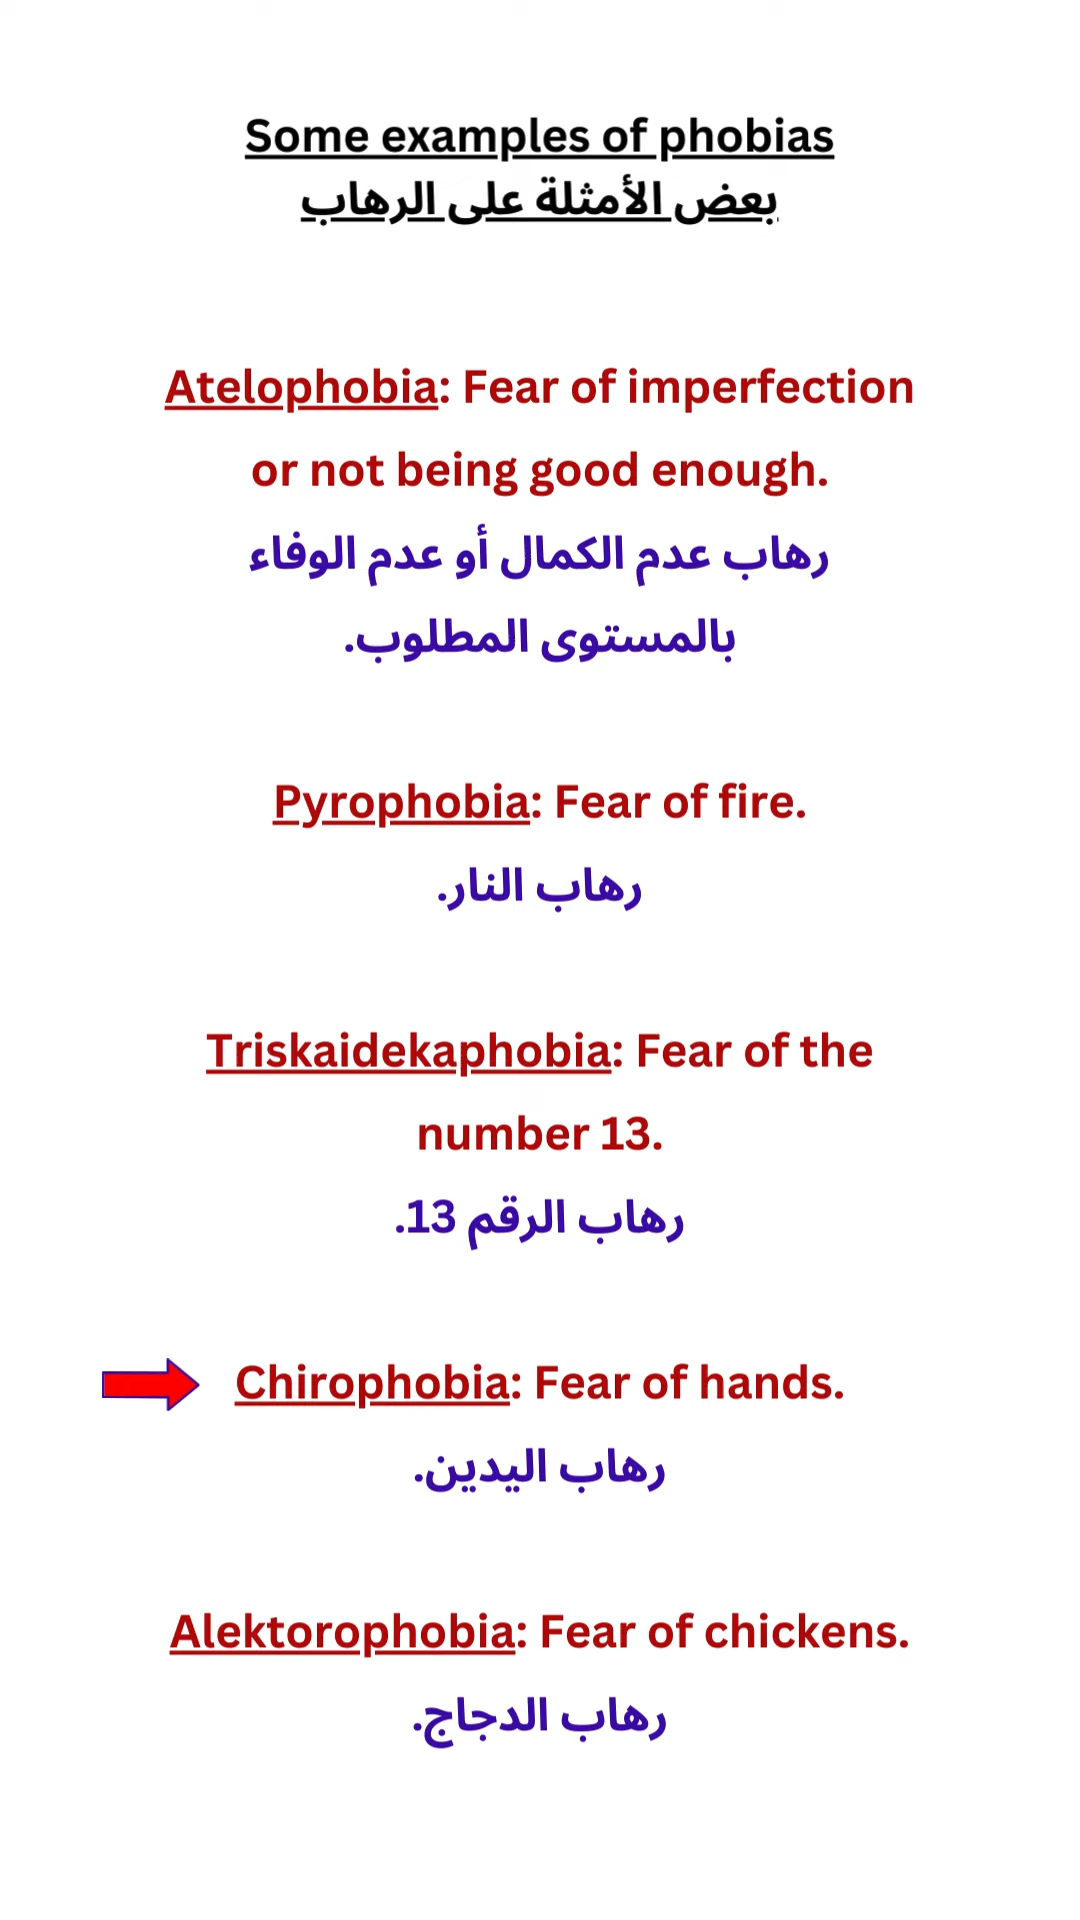 Some examples of phobias
بعض الأمثلة على الرهاب
Atelophobia: Fear of imperfection
or not being good enough.
رهاب عدم الكمال أو عدم الوفاء
بالمستوى المطلوب.
Pyrophobia: Fear of fire.
رهاب النار.
Triskaidekaphobia: Fear of the
number 13.
رهاب الرقم 13.
Chirophobia: Fear of hands.
رهاب اليدين.
Alektorophobia: Fear of chickens.
رهاب الدجاج.